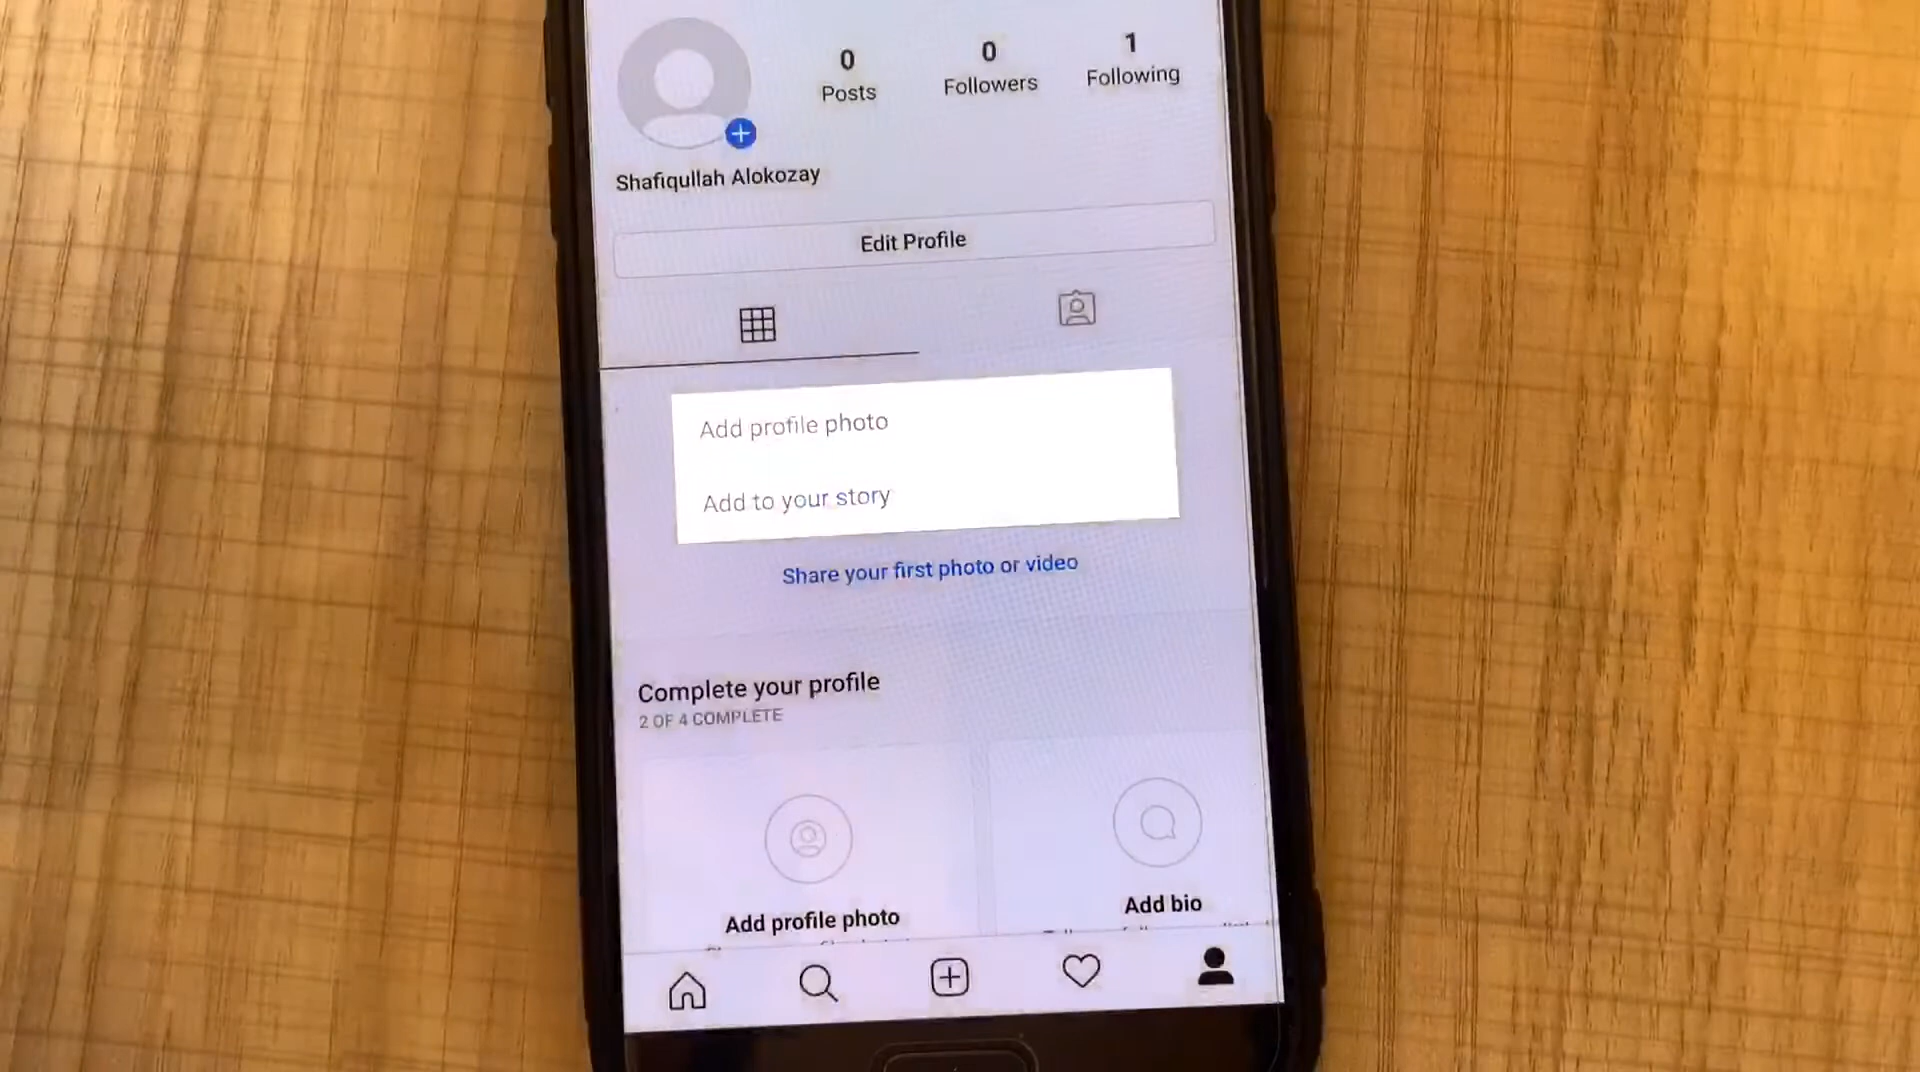 0 0 1
Posts Followers Following
Shafiqullah Alokozay
Edit Profile
Add profile photo
Add to your story
Share your first photo or video
Complete your profile
2 OF 4 COMPLETE
Add profile photo
Add bio